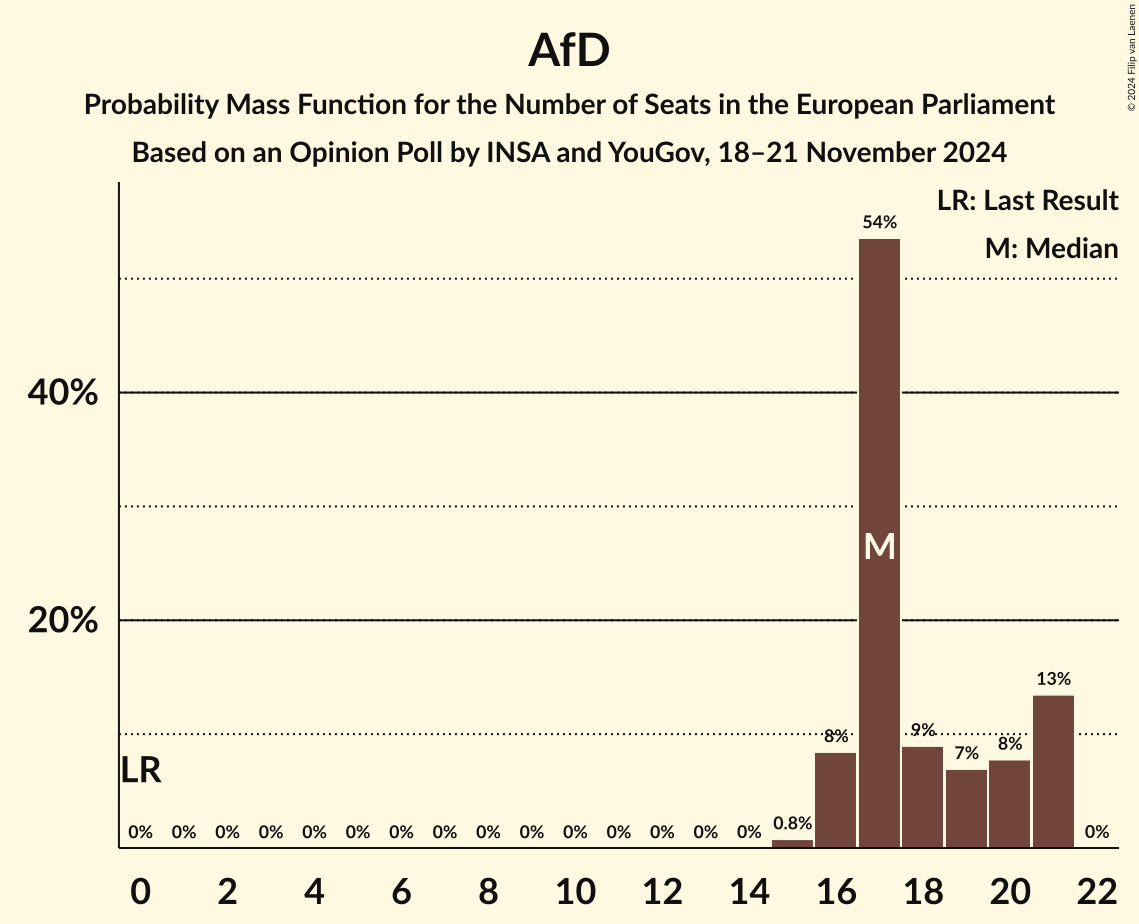 AfD
Probability Mass Function for the Number of Seats in the European Parliament
Based on an Opinion Poll by INSA and YouGov, 18–21 November 2024
© 2024 Filip van Laenen
LR: Last Result
M: Median
54%
40%
M
20%
13%
8%
9%
7%
8%
LR
0% 0% 0% 0% 0% 0% 0% 0% 0% 0% 0% 0% 0% 0% 0% 0.8% 0%
0 2 4 6 8 10 12 14 16 18 20 22